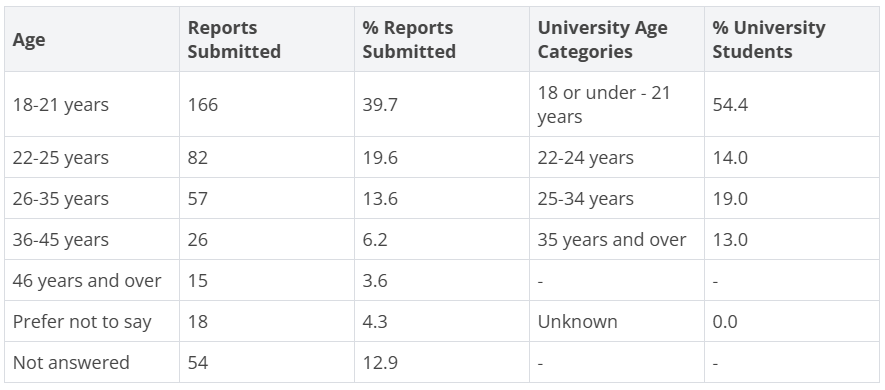 Age | Reports Submitted | % Reports Submitted | University Age Categories | % University Students
18-21 years | 166 | 39.7 | 18 or under - 21 years | 54.4
22-25 years | 82 | 19.6 | 22-24 years | 14.0
26-35 years | 57 | 13.6 | 25-34 years | 19.0
36-45 years | 26 | 6.2 | 35 years and over | 13.0
46 years and over | 15 | 3.6 | - | -
Prefer not to say | 18 | 4.3 | Unknown | 0.0
Not answered | 54 | 12.9 | - | -